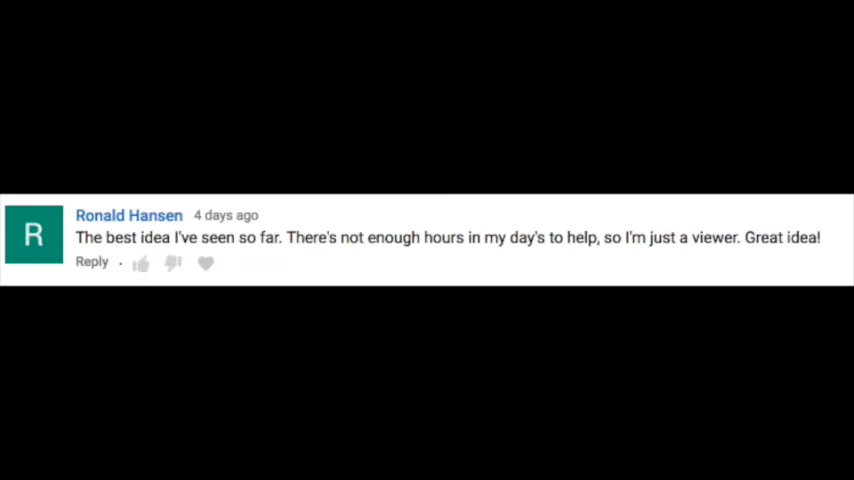 R
Ronald Hansen 4 days ago
The best idea I've seen so far. There's not enough hours in my day's to help, so I'm just a viewer. Great idea!
Reply .